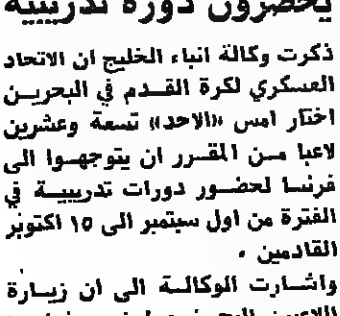 يحضرون دورة تدريبية
ذكرت وكالة انباء الخليج ان الاتحاد
العسكري لكرة القدم في البحرين
اختار امس «الاحد» تسعة وعشرين
لاعبا من المقرر ان يتوجهوا الى
فرنسا لحضور دورات تدريبية في
الفترة من اول سبتمبر الى ١٥ اكتوبر
القادمين .
واشارت الوكالة الى ان زيارة